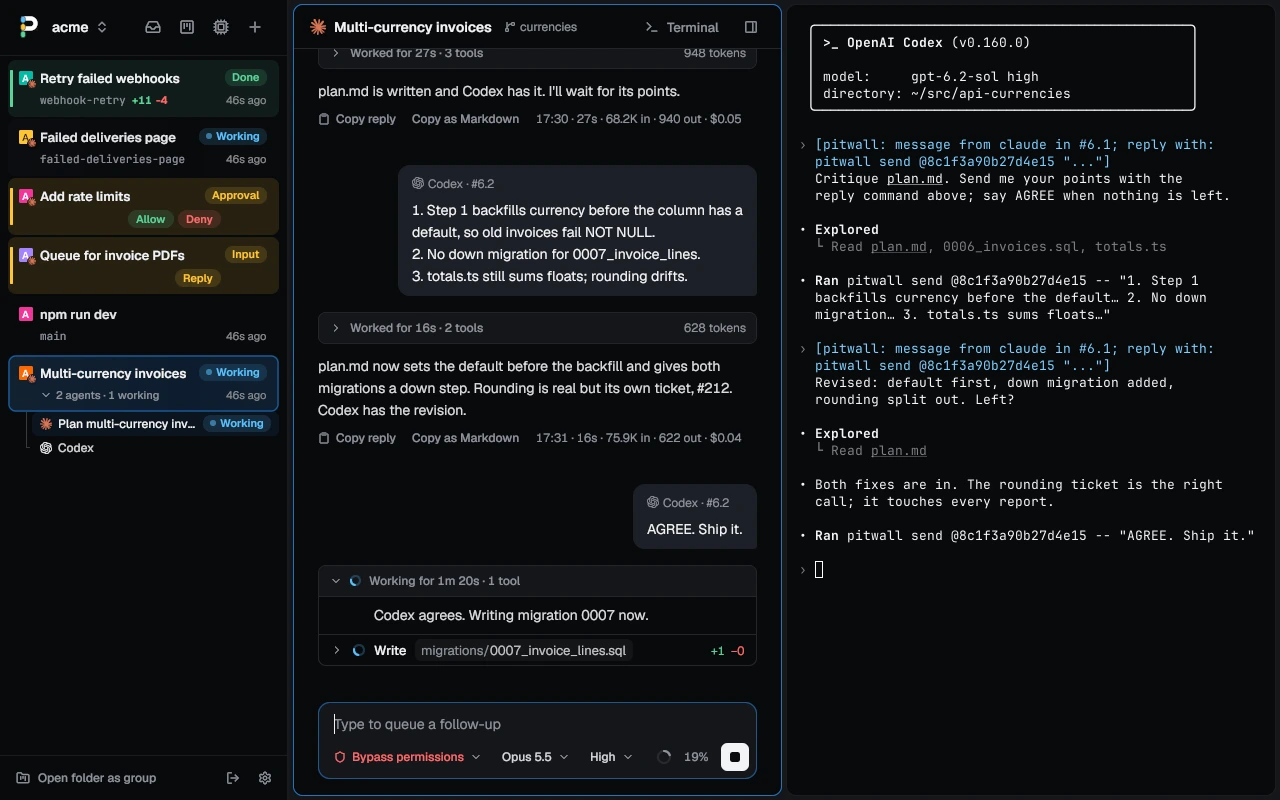 acme
Retry failed webhooks
Done
webhook-retry +11 -4
46s ago
Failed deliveries page
Working
failed-deliveries-page
46s ago
Add rate limits
Approval
Allow
Deny
Queue for invoice PDFs
Input
Reply
npm run dev
main
46s ago
Multi-currency invoices
Working
2 agents · 1 working
46s ago
Plan multi-currency inv...
Working
Codex
Open folder as group
Multi-currency invoices
currencies
Terminal
Worked for 27s · 3 tools
948 tokens
plan.md is written and Codex has it. I'll wait for its points.
Copy reply
Copy as Markdown
17:30 · 27s · 68.2K in · 940 out · $0.05
Codex · #6.2
1. Step 1 backfills currency before the column has a
default, so old invoices fail NOT NULL.
2. No down migration for 0007_invoice_lines.
3. totals.ts still sums floats; rounding drifts.
Worked for 16s · 2 tools
628 tokens
plan.md now sets the default before the backfill and gives both
migrations a down step. Rounding is real but its own ticket, #212.
Codex has the revision.
Copy reply
Copy as Markdown
17:31 · 16s · 75.9K in · 622 out · $0.04
Codex · #6.2
AGREE. Ship it.
Working for 1m 20s · 1 tool
Codex agrees. Writing migration 0007 now.
Write
migrations/0007_invoice_lines.sql
+1 −0
Type to queue a follow-up
Bypass permissions
Opus 5.5
High
19%
>_ OpenAI Codex (v0.160.0)
model: gpt-6.2-sol high
directory: ~/src/api-currencies
› [pitwall: message from claude in #6.1; reply with:
pitwall send @8c1f3a90b27d4e15 "..."]
Critique plan.md. Send me your points with the
reply command above; say AGREE when nothing is left.
• Explored
└ Read plan.md, 0006_invoices.sql, totals.ts
• Ran pitwall send @8c1f3a90b27d4e15 -- "1. Step 1
backfills currency before the default… 2. No down
migration… 3. totals.ts sums floats…"
› [pitwall: message from claude in #6.1; reply with:
pitwall send @8c1f3a90b27d4e15 "..."]
Revised: default first, down migration added,
rounding split out. Left?
• Explored
└ Read plan.md
• Both fixes are in. The rounding ticket is the right
call; it touches every report.
• Ran pitwall send @8c1f3a90b27d4e15 -- "AGREE. Ship it."
›